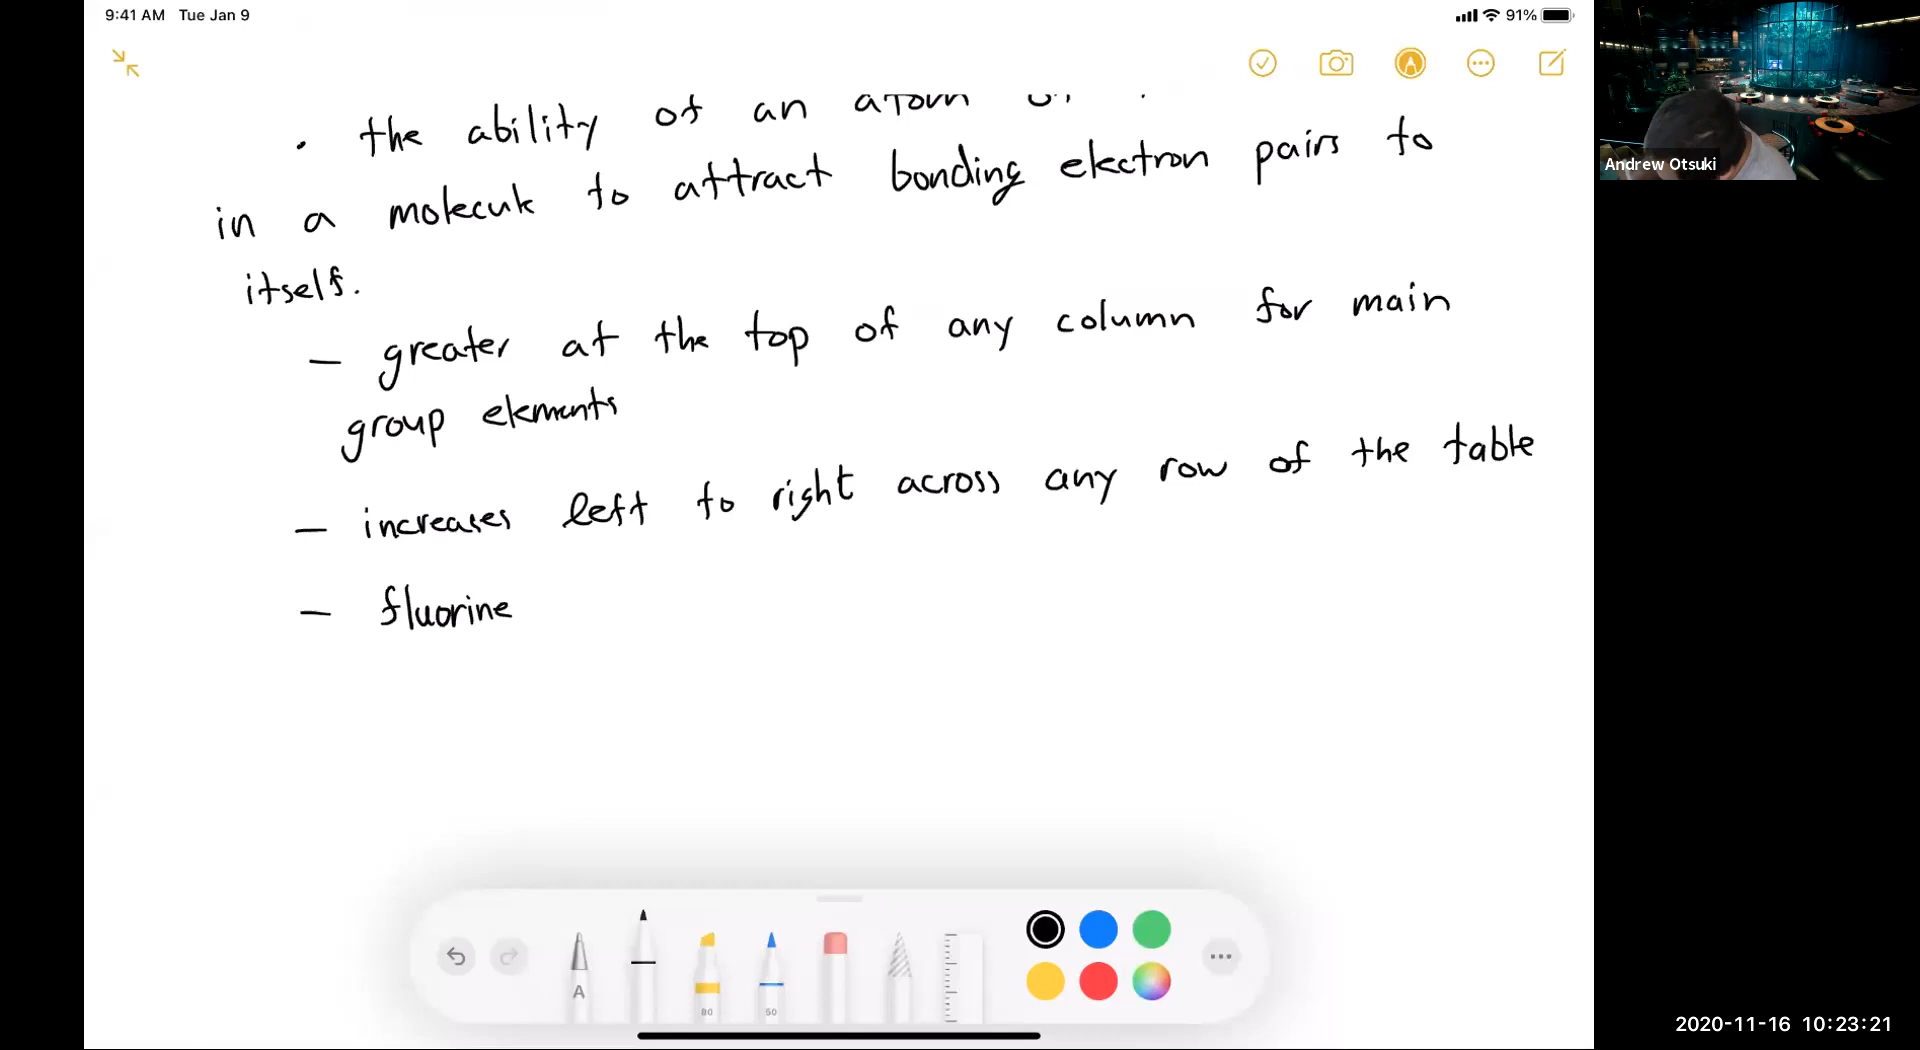 9:41 AM Tue Jan 9
91%
Andrew Otsuki
• the ability of an atom
in a molecule to attract bonding electron pairs to
itself.
— greater at the top of any column for main
group elements
— increases left to right across any row of the table
— fluorine
A
80
50
2020-11-16 10:23:21